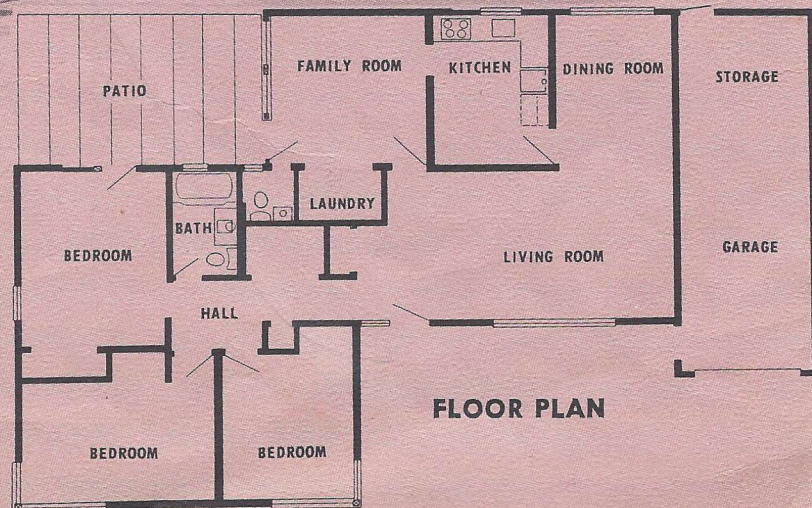 FAMILY ROOM
KITCHEN
DINING ROOM
STORAGE
PATIO
LAUNDRY
BATH
BEDROOM
LIVING ROOM
GARAGE
HALL
FLOOR PLAN
BEDROOM
BEDROOM